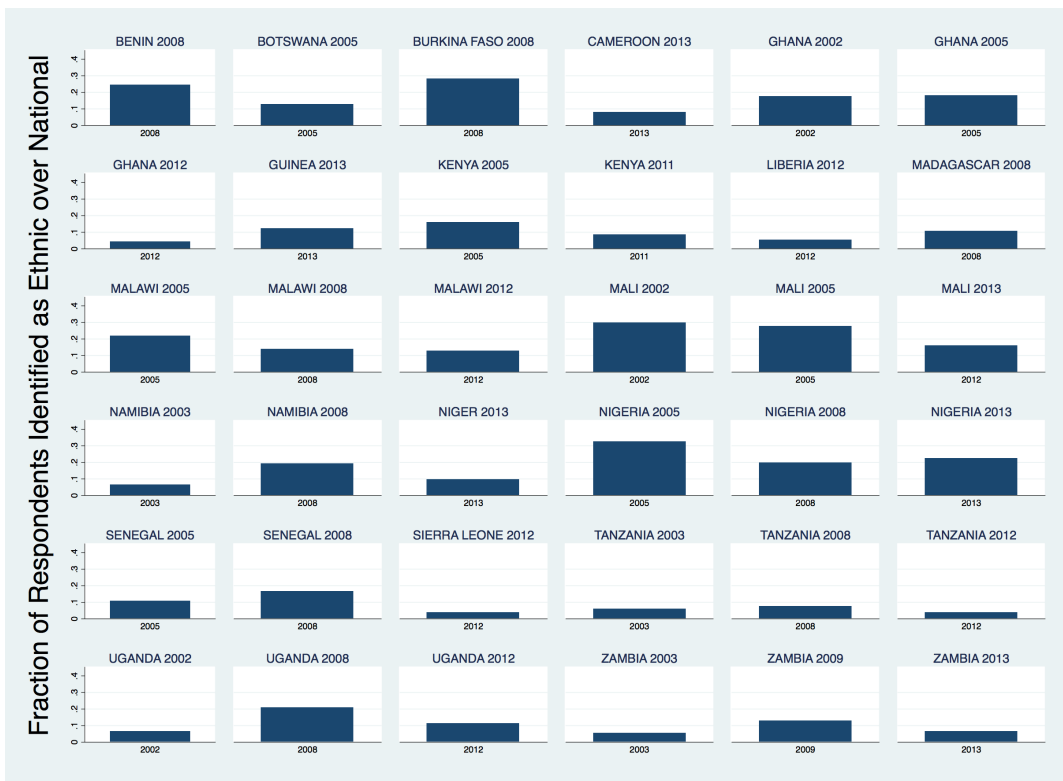 Fraction of Respondents Identified as Ethnic over National
BENIN 2008 BOTSWANA 2005 BURKINA FASO 2008 CAMEROON 2013 GHANA 2002 GHANA 2005
0 .1 .2 .3 .4
2008 2005 2008 2013 2002 2005
GHANA 2012 GUINEA 2013 KENYA 2005 KENYA 2011 LIBERIA 2012 MADAGASCAR 2008
0 .1 .2 .3 .4
2012 2013 2005 2011 2012 2008
MALAWI 2005 MALAWI 2008 MALAWI 2012 MALI 2002 MALI 2005 MALI 2013
0 .1 .2 .3 .4
2005 2008 2012 2002 2005 2012
NAMIBIA 2003 NAMIBIA 2008 NIGER 2013 NIGERIA 2005 NIGERIA 2008 NIGERIA 2013
0 .1 .2 .3 .4
2003 2008 2013 2005 2008 2013
SENEGAL 2005 SENEGAL 2008 SIERRA LEONE 2012 TANZANIA 2003 TANZANIA 2008 TANZANIA 2012
0 .1 .2 .3 .4
2005 2008 2012 2003 2008 2012
UGANDA 2002 UGANDA 2008 UGANDA 2012 ZAMBIA 2003 ZAMBIA 2009 ZAMBIA 2013
0 .1 .2 .3 .4
2002 2008 2012 2003 2009 2013